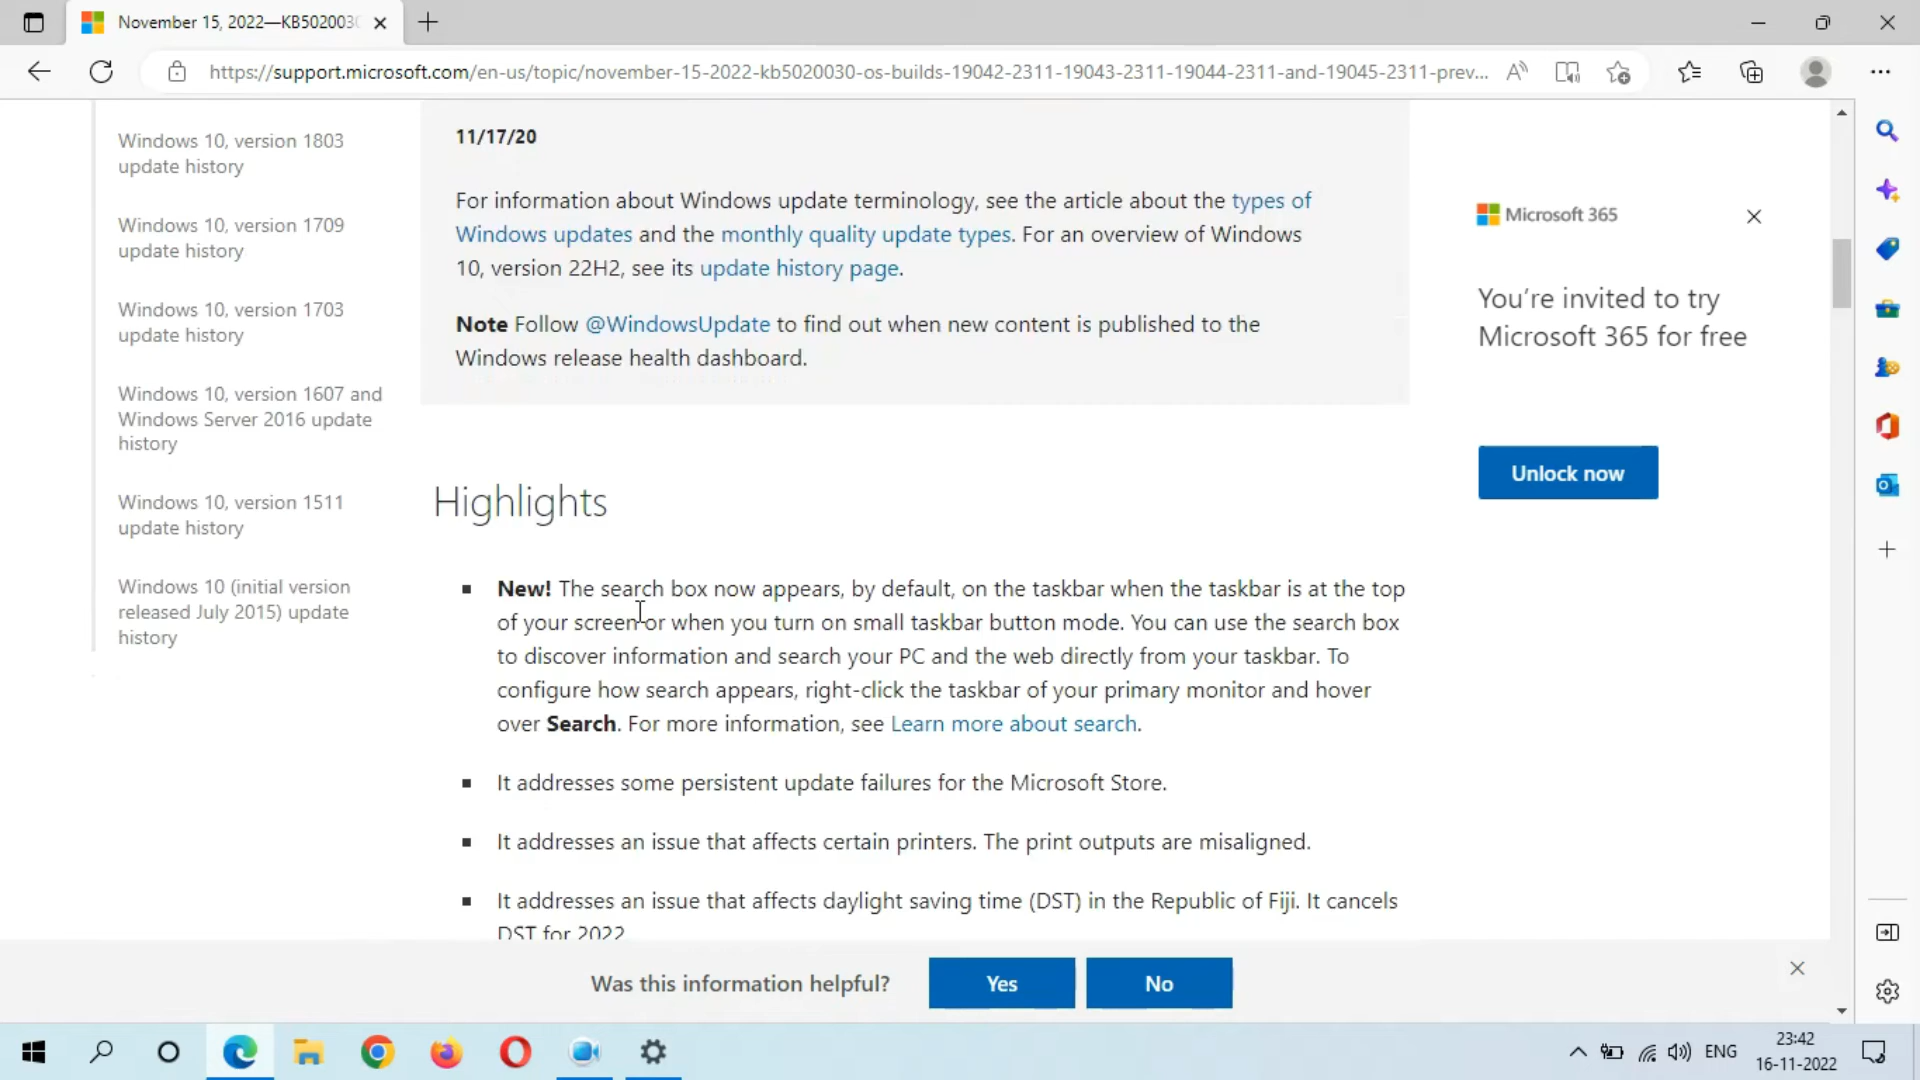 November 15, 2022—KB502003
https://support.microsoft.com/en-us/topic/november-15-2022-kb5020030-os-builds-19042-2311-19043-2311-19044-2311-and-19045-2311-prev...
Windows 10, version 1803
update history
Windows 10, version 1709
update history
Windows 10, version 1703
update history
Windows 10, version 1607 and
Windows Server 2016 update
history
Windows 10, version 1511
update history
Windows 10 (initial version
released July 2015) update
history
11/17/20
For information about Windows update terminology, see the article about the types of
Windows updates and the monthly quality update types. For an overview of Windows
10, version 22H2, see its update history page.
Note Follow @WindowsUpdate to find out when new content is published to the
Windows release health dashboard.
Highlights
▪ New! The search box now appears, by default, on the taskbar when the taskbar is at the top
of your screen or when you turn on small taskbar button mode. You can use the search box
to discover information and search your PC and the web directly from your taskbar. To
configure how search appears, right-click the taskbar of your primary monitor and hover
over Search. For more information, see Learn more about search.
▪ It addresses some persistent update failures for the Microsoft Store.
▪ It addresses an issue that affects certain printers. The print outputs are misaligned.
▪ It addresses an issue that affects daylight saving time (DST) in the Republic of Fiji. It cancels
DST for 2022
Microsoft 365
You’re invited to try
Microsoft 365 for free
Unlock now
Was this information helpful?
Yes
No
ENG
23:42
16-11-2022